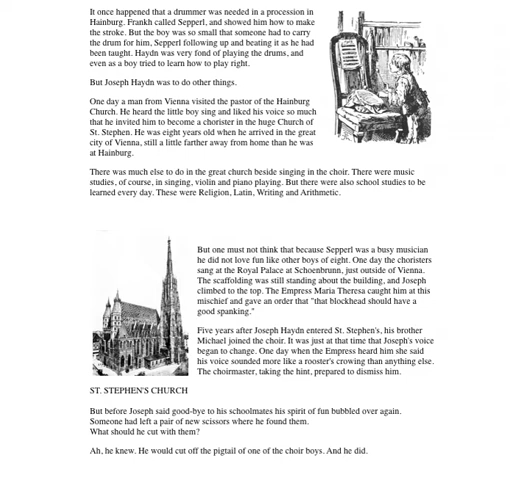 It once happened that a drummer was needed in a procession in
Hainburg. Frankh called Sepperl, and showed him how to make
the stroke. But the boy was so small that someone had to carry
the drum for him, Sepperl following up and beating it as he had
been taught. Haydn was very fond of playing the drums, and
even as a boy tried to learn how to play right.
But Joseph Haydn was to do other things.
One day a man from Vienna visited the pastor of the Hainburg
Church. He heard the little boy sing and liked his voice so much
that he invited him to become a chorister in the huge Church of
St. Stephen. He was eight years old when he arrived in the great
city of Vienna, still a little farther away from home than he was
at Hainburg.
There was much else to do in the great church beside singing in the choir. There were music
studies, of course, in singing, violin and piano playing. But there were also school studies to be
learned every day. These were Religion, Latin, Writing and Arithmetic.
But one must not think that because Sepperl was a busy musician
he did not love fun like other boys of eight. One day the choristers
sang at the Royal Palace at Schoenbrunn, just outside of Vienna.
The scaffolding was still standing about the building, and Joseph
climbed to the top. The Empress Maria Theresa caught him at this
mischief and gave an order that "that blockhead should have a
good spanking."
Five years after Joseph Haydn entered St. Stephen's, his brother
Michael joined the choir. It was just at that time that Joseph's voice
began to change. One day when the Empress heard him she said
his voice sounded more like a rooster's crowing than anything else.
The choirmaster, taking the hint, prepared to dismiss him.
ST. STEPHEN'S CHURCH
But before Joseph said good-bye to his schoolmates his spirit of fun bubbled over again.
Someone had left a pair of new scissors where he found them.
What should he cut with them?
Ah, he knew. He would cut off the pigtail of one of the choir boys. And he did.